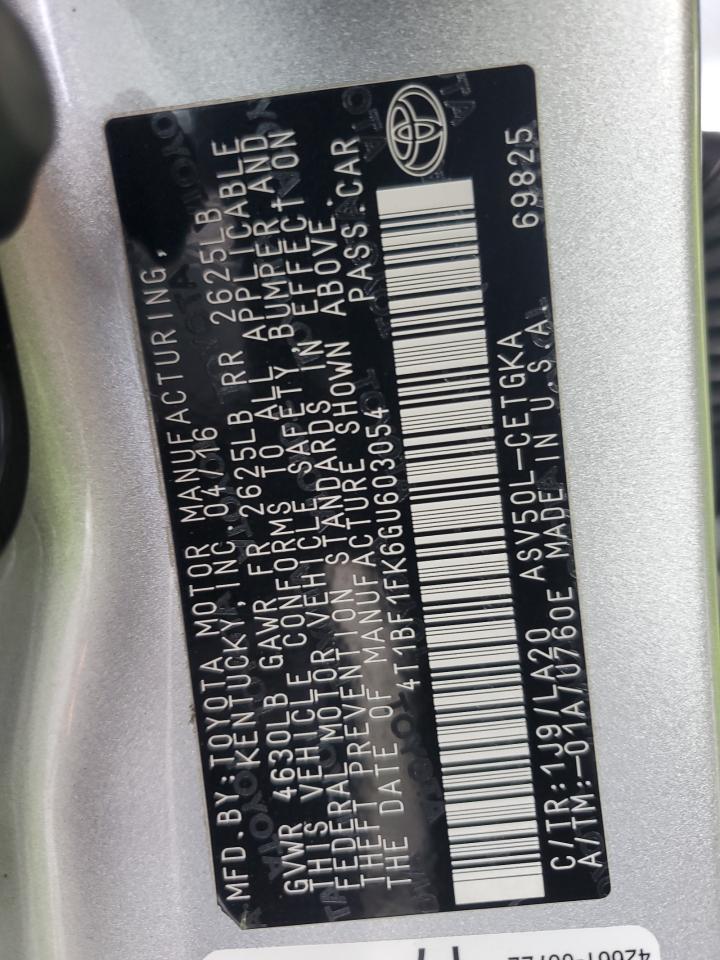 MFD.BY:TOYOTA MOTOR MANUFACTURING,
KENTUCKY,INC. 04/16
GVWR 4630LB GAWR FR 2625LB RR 2625LB
THIS VEHICLE CONFORMS TO ALL APPLICABLE
FEDERAL MOTOR VEHICLE SAFETY, BUMPER, AND
THEFT PREVENTION STANDARDS IN EFFECT ON
THE DATE OF MANUFACTURE SHOWN ABOVE.
4T1BF1FK6GU603054 PASS.CAR
C/TR:1J9/LA20 ASV50L-CETGKA 69825
A/TM:-01A/U760E MADE IN U.S.A.